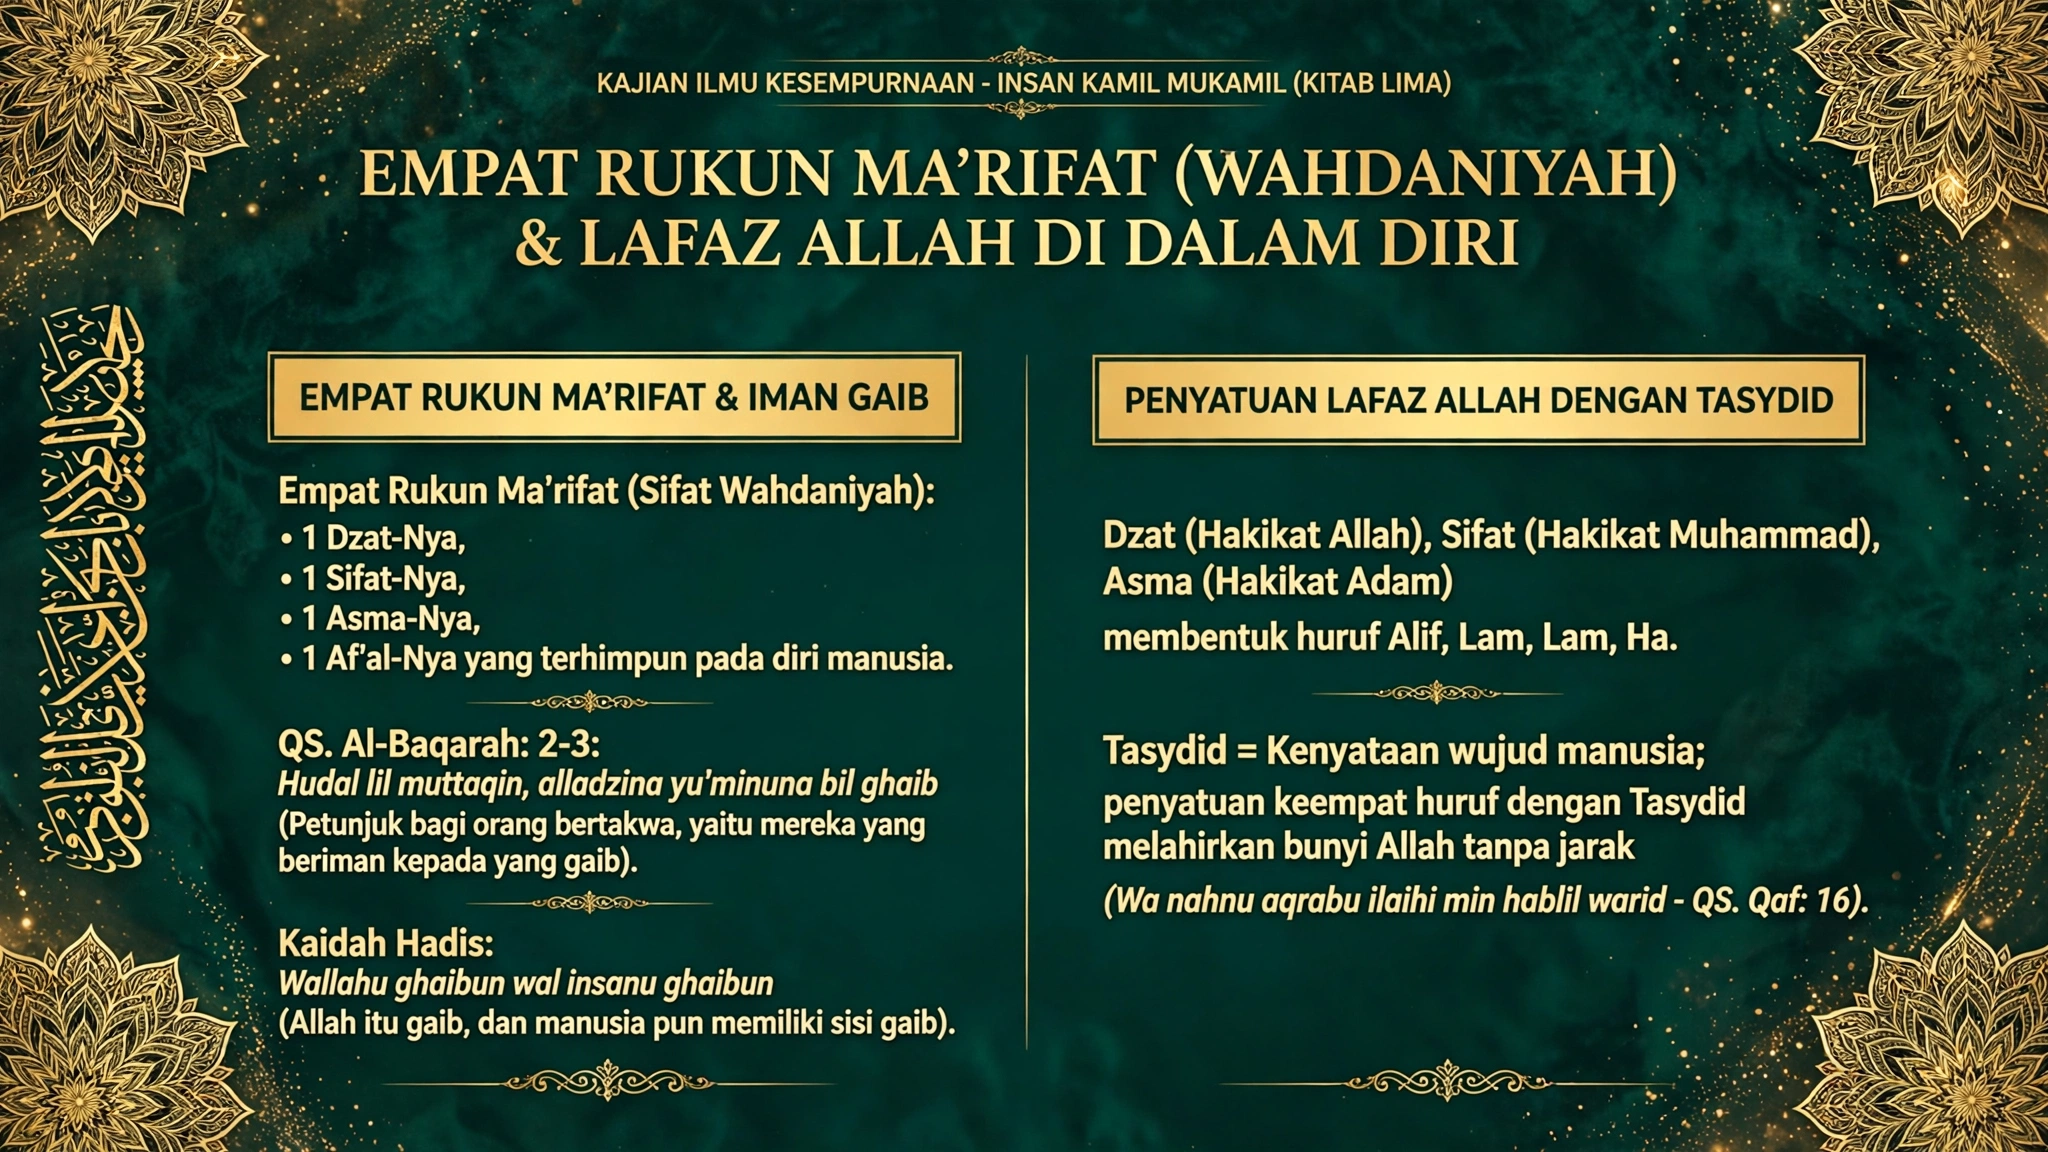 KAJIAN ILMU KESEMPURNAAN - INSAN KAMIL MUKAMIL (KITAB LIMA)
EMPAT RUKUN MA’RIFAT (WAHDANIYAH)
& LAFAZ ALLAH DI DALAM DIRI
EMPAT RUKUN MA’RIFAT & IMAN GAIB
Empat Rukun Ma’rifat (Sifat Wahdaniyah):
• 1 Dzat-Nya,
• 1 Sifat-Nya,
• 1 Asma-Nya,
• 1 Af’al-Nya yang terhimpun pada diri manusia.
QS. Al-Baqarah: 2-3:
Hudal lil muttaqin, alladzina yu’minuna bil ghaib
(Petunjuk bagi orang bertakwa, yaitu mereka yang
beriman kepada yang gaib).
Kaidah Hadis:
Wallahu ghaibun wal insanu ghaibun
(Allah itu gaib, dan manusia pun memiliki sisi gaib).
PENYATUAN LAFAZ ALLAH DENGAN TASYDID
Dzat (Hakikat Allah), Sifat (Hakikat Muhammad),
Asma (Hakikat Adam)
membentuk huruf Alif, Lam, Lam, Ha.
Tasydid = Kenyataan wujud manusia;
penyatuan keempat huruf dengan Tasydid
melahirkan bunyi Allah tanpa jarak
(Wa nahnu aqrabu ilaihi min hablil warid - QS. Qaf: 16).